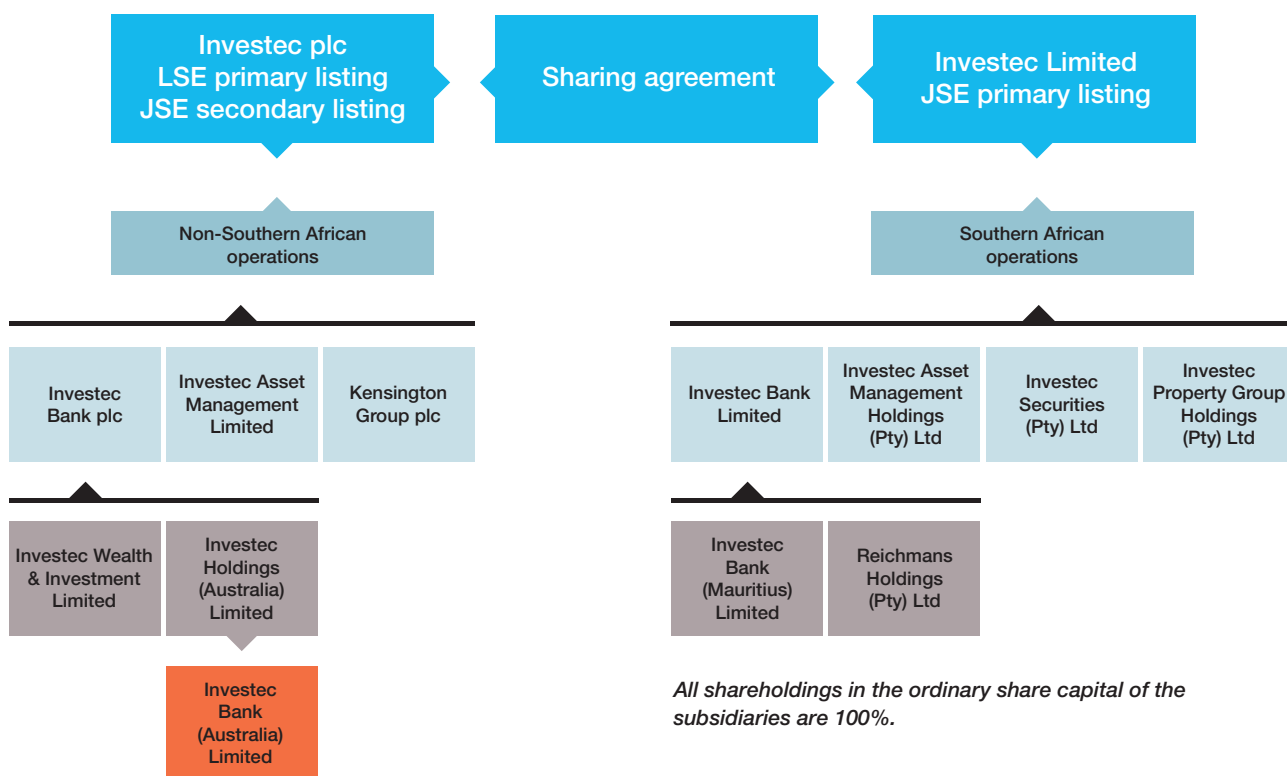 Investec plc
LSE primary listing
JSE secondary listing
Sharing agreement
Investec Limited
JSE primary listing
Non-Southern African
operations
Southern African
operations
Investec
Bank plc
Investec Asset
Management
Limited
Kensington
Group plc
Investec Bank
Limited
Investec Asset
Management
Holdings
(Pty) Ltd
Investec
Securities
(Pty) Ltd
Investec
Property Group
Holdings
(Pty) Ltd
Investec Wealth
& Investment
Limited
Investec
Holdings
(Australia)
Limited
Investec
Bank
(Mauritius)
Limited
Reichmans
Holdings
(Pty) Ltd
Investec
Bank
(Australia)
Limited
All shareholdings in the ordinary share capital of the
subsidiaries are 100%.